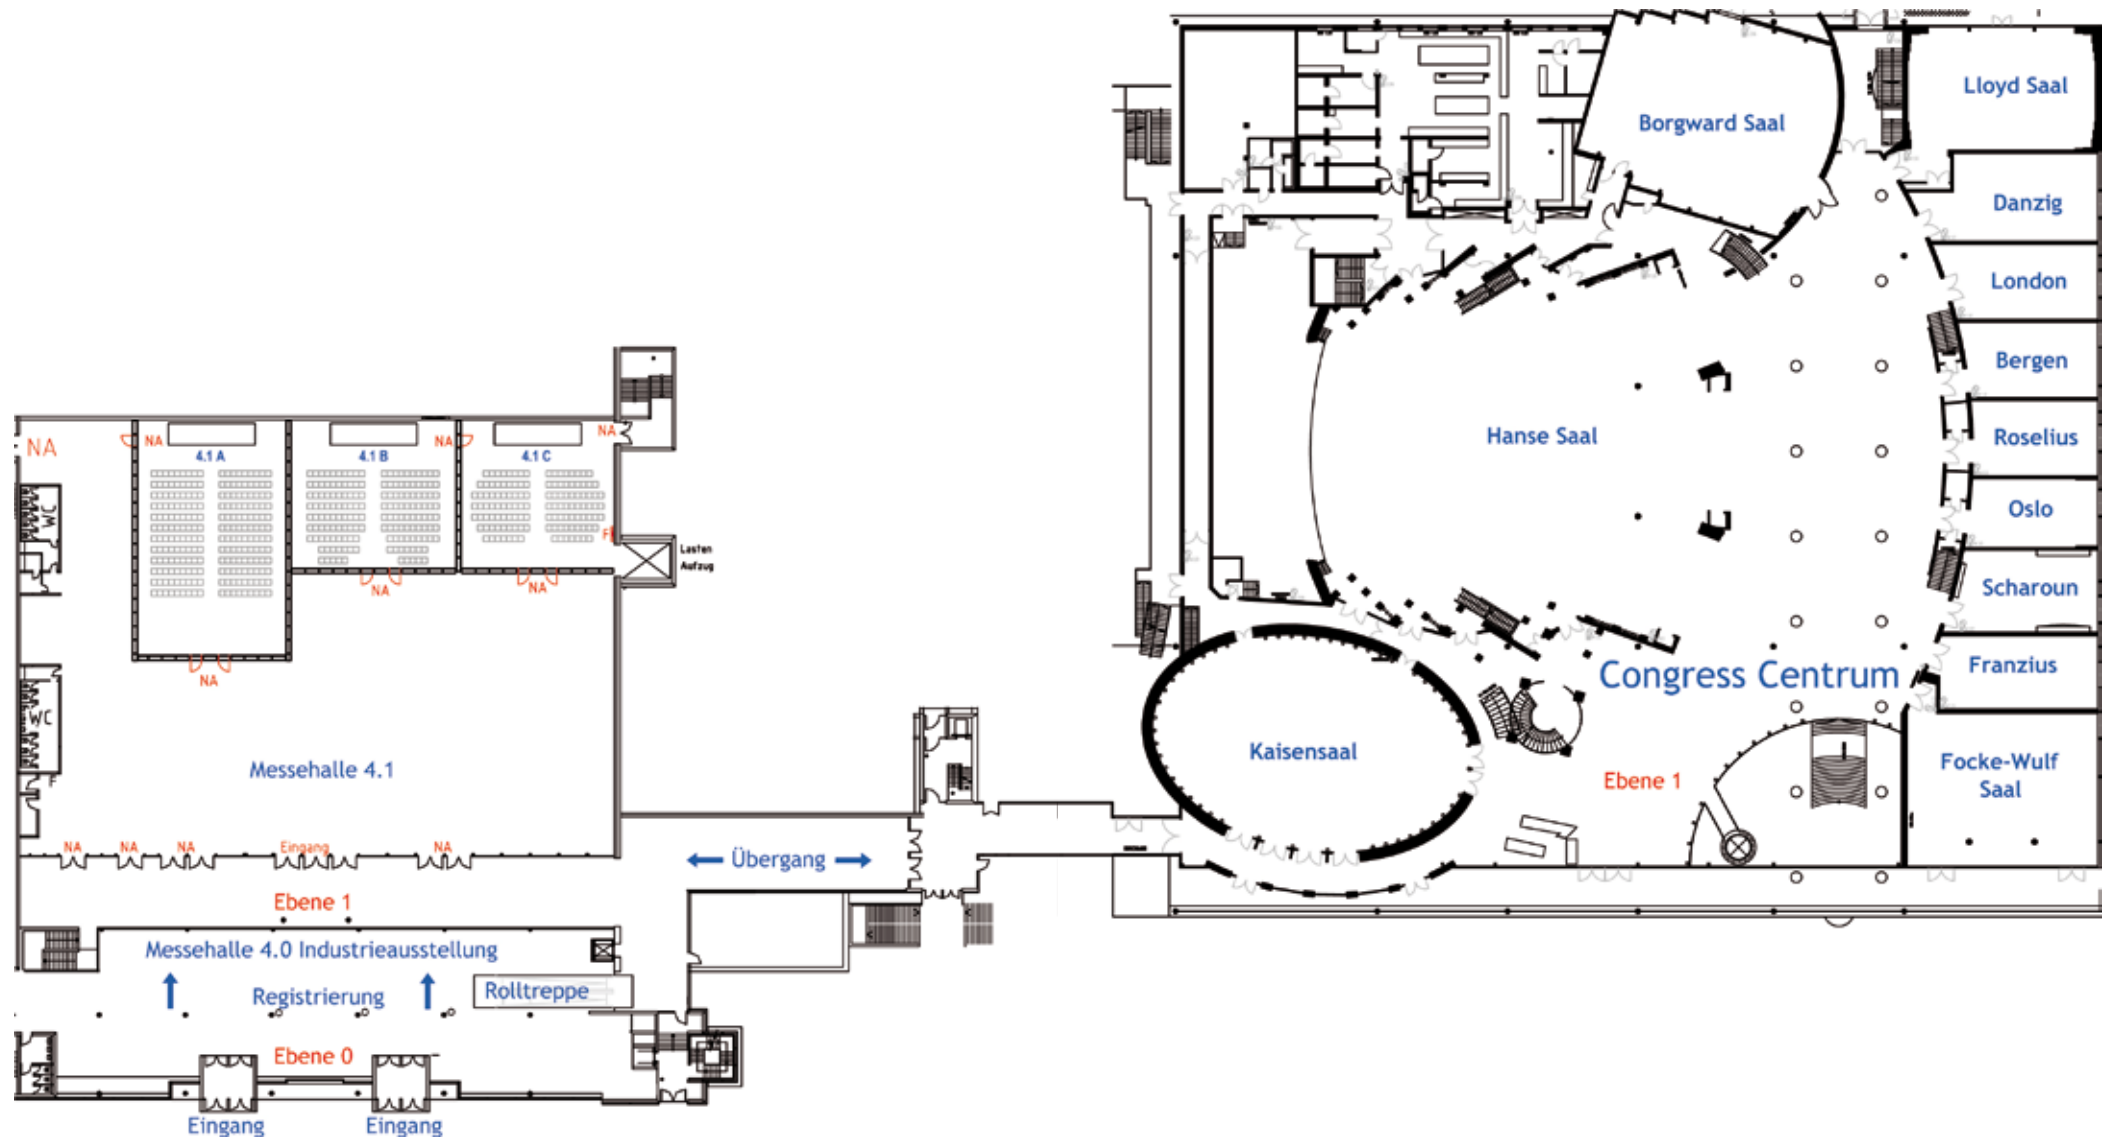 Lloyd Saal
Borgward Saal
Danzig
London
Bergen
Roselius
Hanse Saal
Oslo
Scharoun
Franzius
Congress Centrum
Kaisensaal
Ebene 1
Focke-Wulf
Saal
NA
NA
NA
NA
4.1 A
4.1 B
4.1 C
WC
F
Lasten
Aufzug
NA
NA
NA
WC
F
Messehalle 4.1
NA
NA
NA
Eingang
NA
Übergang
Ebene 1
Messehalle 4.0 Industrieausstellung
Registrierung
Rolltreppe
Ebene 0
Eingang
Eingang